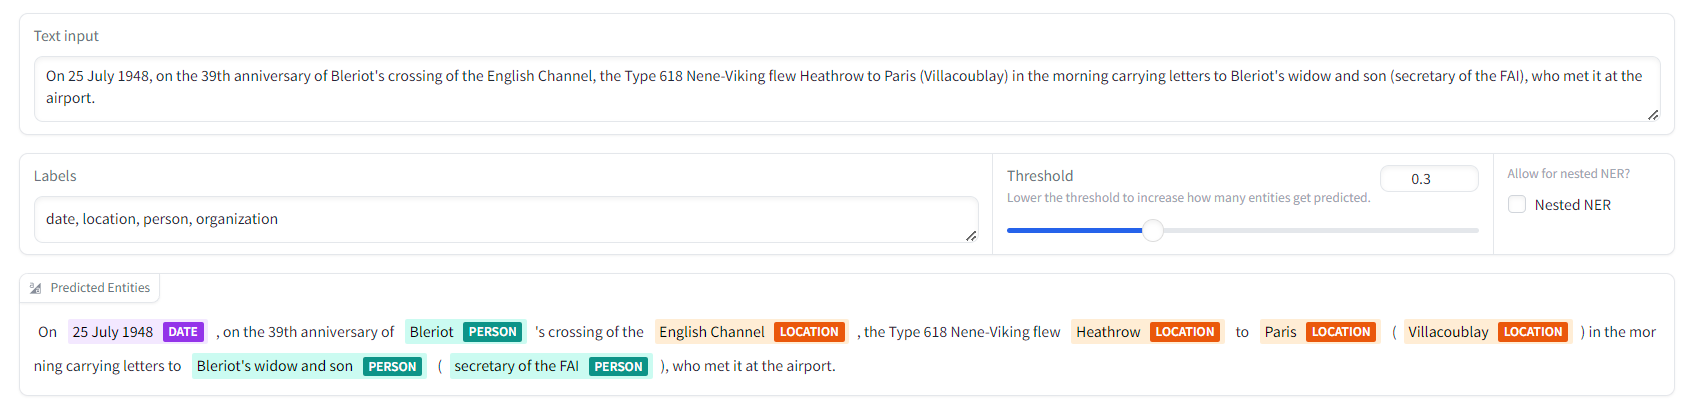 Text input
On 25 July 1948, on the 39th anniversary of Bleriot's crossing of the English Channel, the Type 618 Nene-Viking flew Heathrow to Paris (Villacoublay) in the morning carrying letters to Bleriot's widow and son (secretary of the FAI), who met it at the
airport.
Labels
date, location, person, organization
Threshold
0.3
Lower the threshold to increase how many entities get predicted.
Allow for nested NER?
Nested NER
Predicted Entities
On 25 July 1948 DATE , on the 39th anniversary of Bleriot PERSON 's crossing of the English Channel LOCATION , the Type 618 Nene-Viking flew Heathrow LOCATION to Paris LOCATION ( Villacoublay LOCATION ) in the mor
ning carrying letters to Bleriot's widow and son PERSON ( secretary of the FAI PERSON ), who met it at the airport.